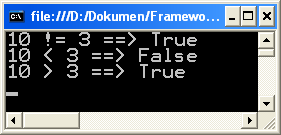 file:///D:/Dokumen/Framewo...
10 != 3 ==> True
10 < 3 ==> False
10 > 3 ==> True